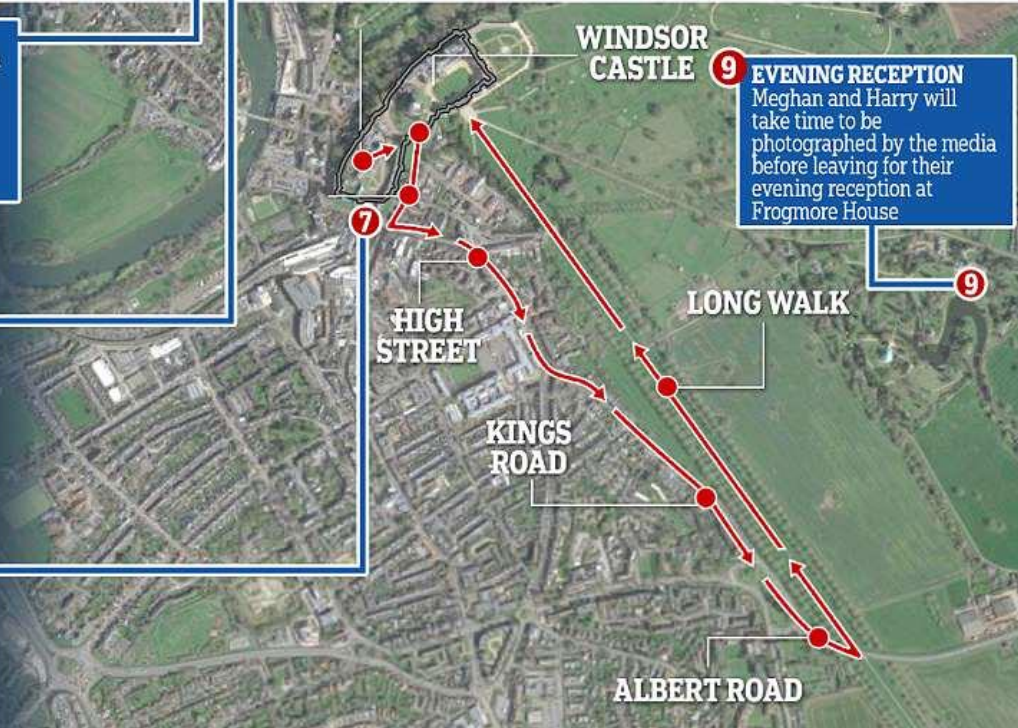 WINDSOR
CASTLE
9
EVENING RECEPTION
Meghan and Harry will
take time to be
photographed by the media
before leaving for their
evening reception at
Frogmore House
7
9
HIGH
STREET
LONG WALK
KINGS
ROAD
ALBERT ROAD